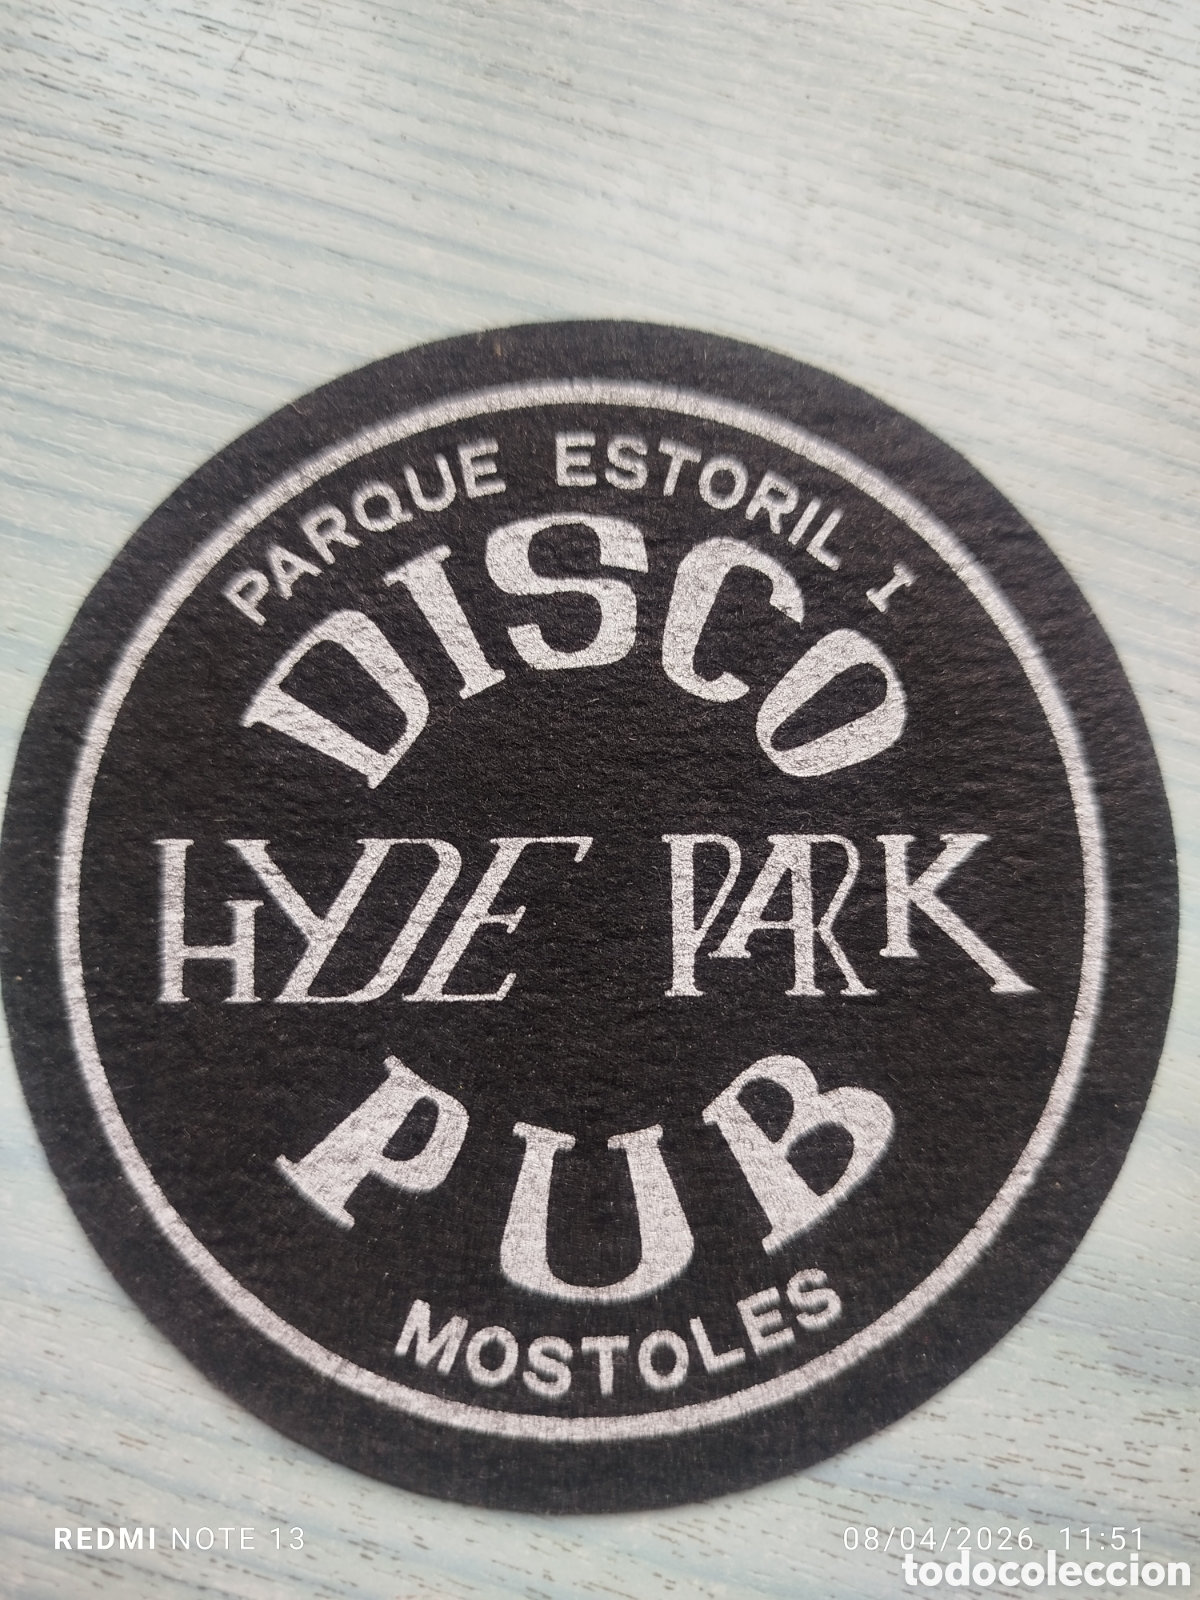 PARQUE ESTORIL I
DISCO
HYDE PARK
PUB
MOSTOLES
REDMI NOTE 13
08/04/2026 11:51
todocoleccion